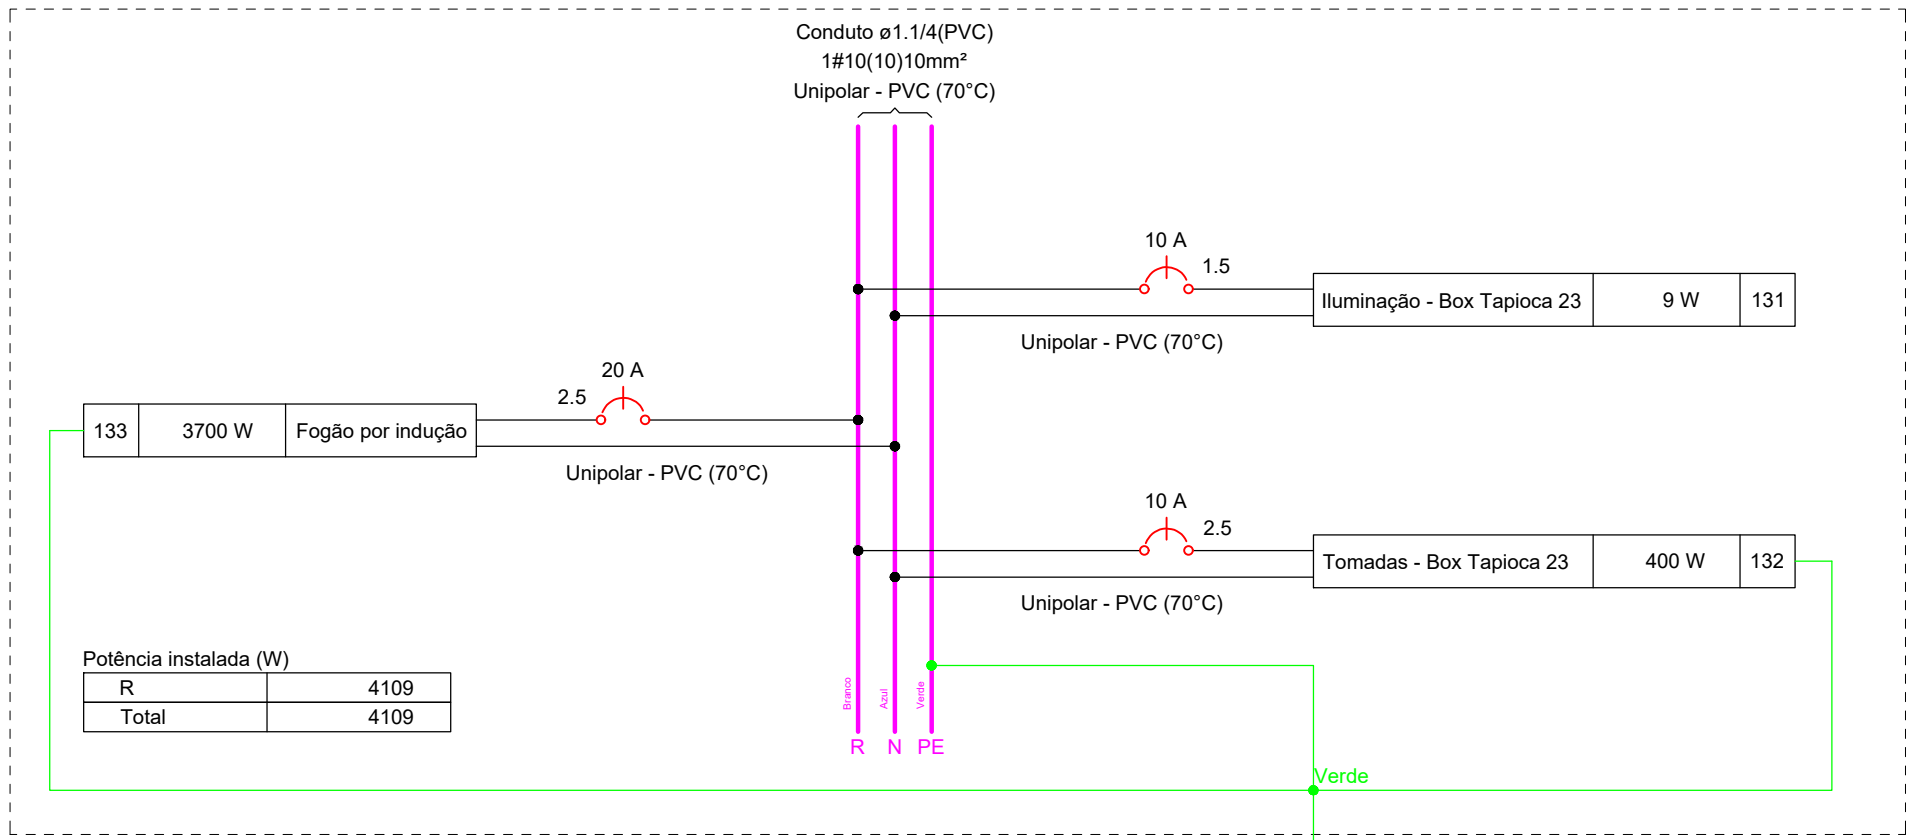 Conduto ø1.1/4(PVC)
1#10(10)10mm²
Unipolar - PVC (70°C)
10 A
1.5
Iluminação - Box Tapioca 23 9 W 131
Unipolar - PVC (70°C)
20 A
2.5
133 3700 W Fogão por indução
Unipolar - PVC (70°C)
10 A
2.5
Tomadas - Box Tapioca 23 400 W 132
Unipolar - PVC (70°C)
Potência instalada (W)
R 4109
Total 4109
Branco
Azul
Verde
R N PE
Verde